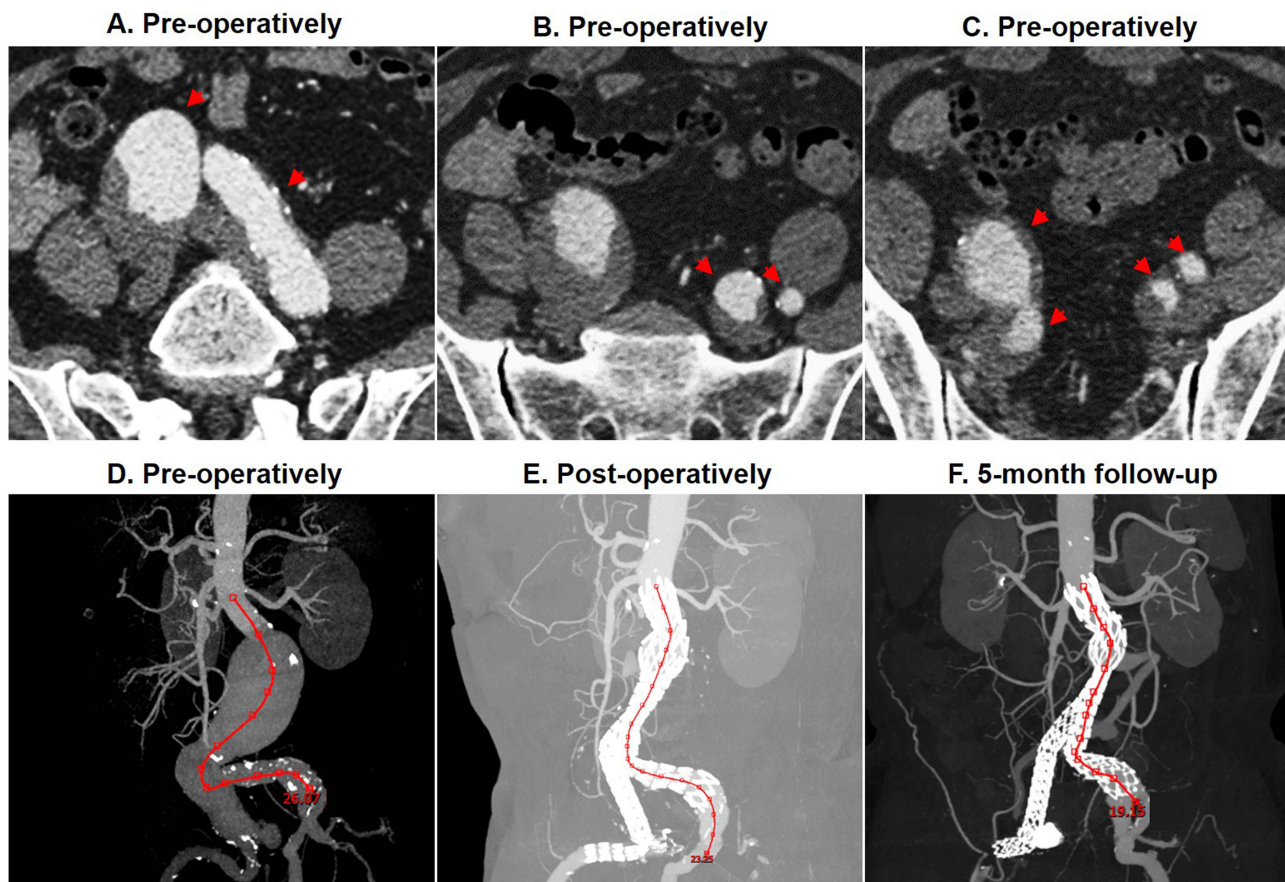 A. Pre-operatively
B. Pre-operatively
C. Pre-operatively
D. Pre-operatively
E. Post-operatively
F. 5-month follow-up
26.07
23.25
19.15